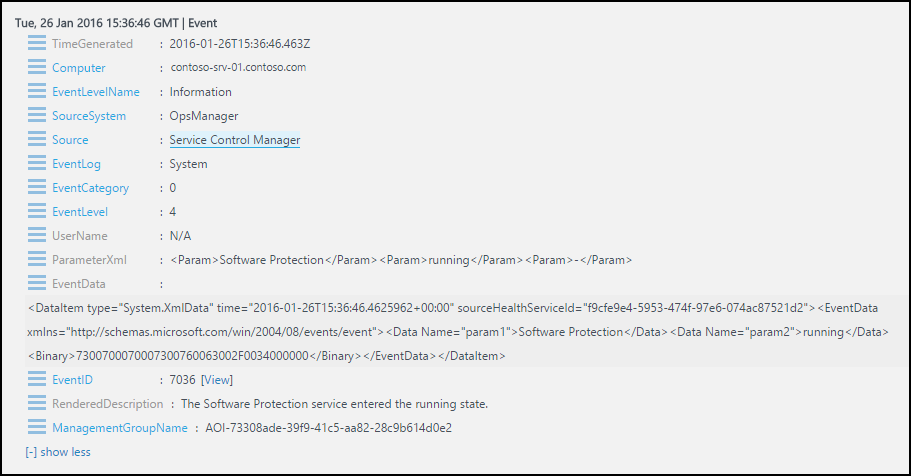 Tue, 26 Jan 2016 15:36:46 GMT | Event
TimeGenerated : 2016-01-26T15:36:46.463Z
Computer : contoso-srv-01.contoso.com
EventLevelName : Information
SourceSystem : OpsManager
Source : Service Control Manager
EventLog : System
EventCategory : 0
EventLevel : 4
UserName : N/A
ParameterXml : <Param>Software Protection</Param><Param>running</Param><Param>-</Param>
EventData :
<DataItem type="System.XmlData" time="2016-01-26T15:36:46.4625962+00:00" sourceHealthServiceId="f9cfe9e4-5953-474f-97e6-074ac87521d2"><EventData
xmlns="http://schemas.microsoft.com/win/2004/08/events/event"><Data Name="param1">Software Protection</Data><Data Name="param2">running</Data>
<Binary>7300700070007300760063002F0034000000</Binary></EventData></DataItem>
EventID : 7036 [View]
RenderedDescription : The Software Protection service entered the running state.
ManagementGroupName : AOI-73308ade-39f9-41c5-aa82-28c9b614d0e2
[-] show less